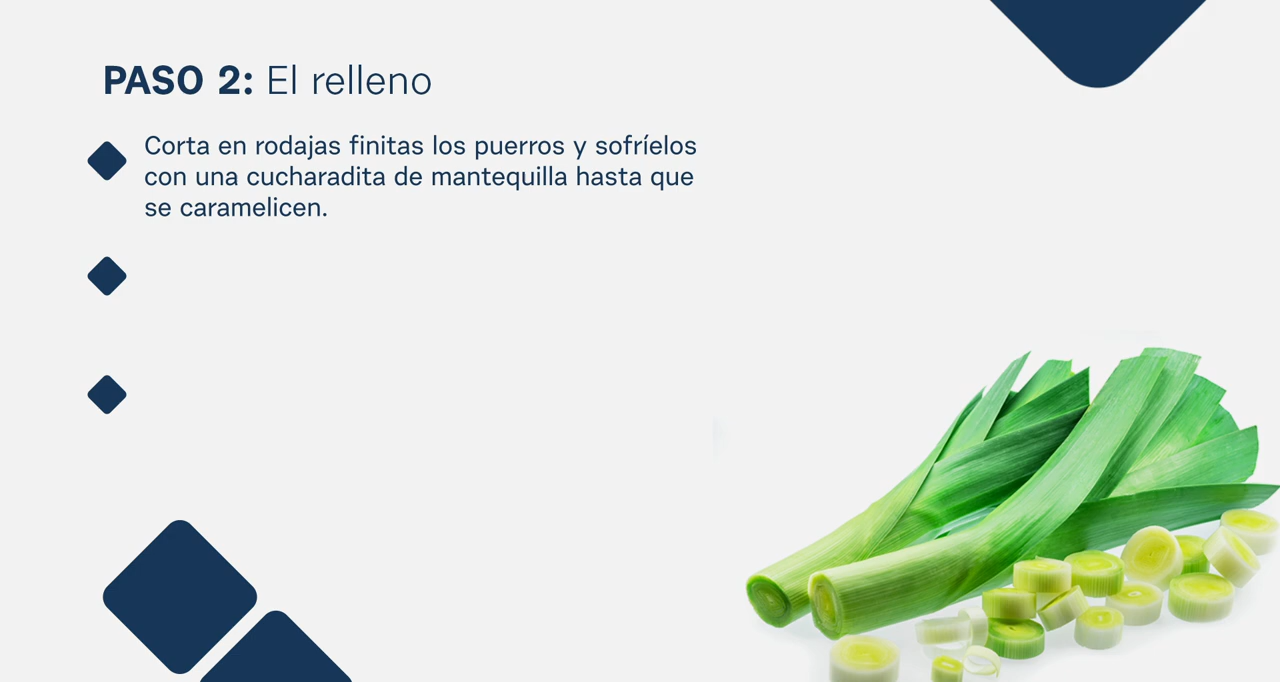 PASO 2: El relleno
Corta en rodajas finitas los puerros y sofríelos
con una cucharadita de mantequilla hasta que
se caramelicen.